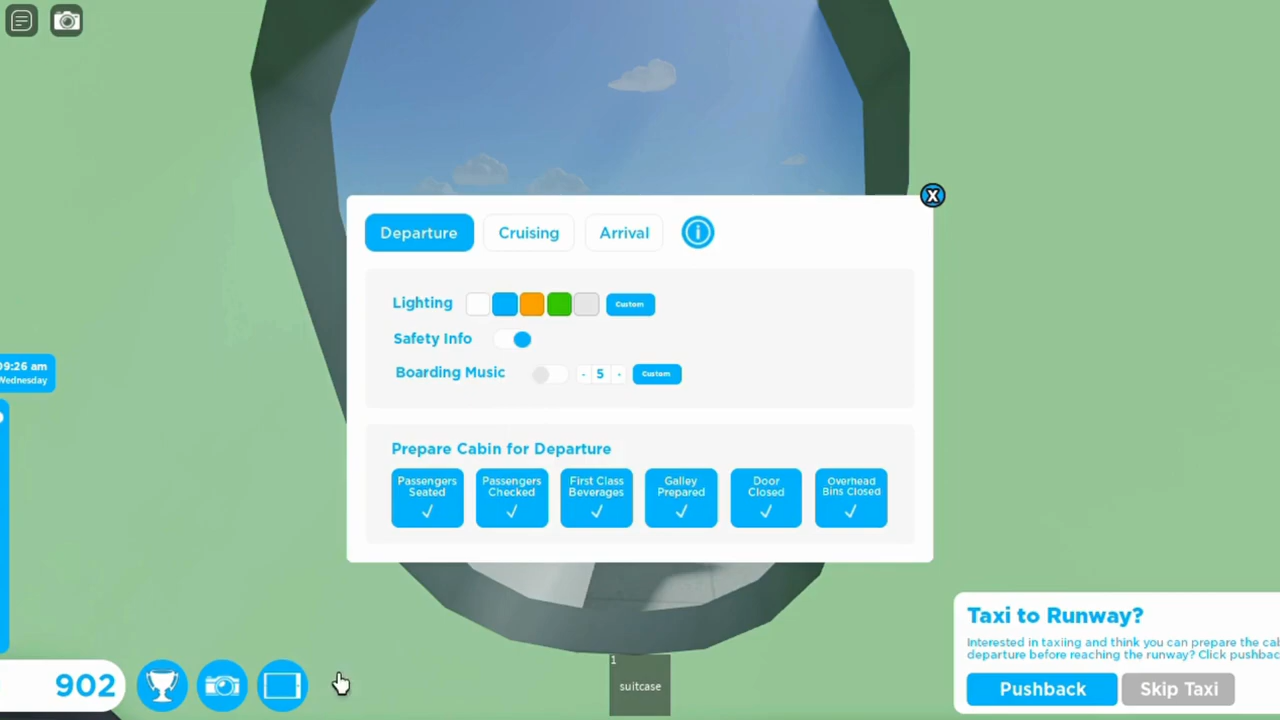 X
Departure
Cruising
Arrival
i
Lighting
Custom
Safety Info
Boarding Music
- 5
Custom
Prepare Cabin for Departure
Passengers
Seated
Passengers
Checked
First Class
Beverages
Galley
Prepared
Door
Closed
Overhead
Bins Closed
09:26 am
Wednesday
902
1
suitcase
Taxi to Runway?
Interested in taxiing and think you can prepare the
departure before reaching the runway? Click
Pushback
Skip Taxi